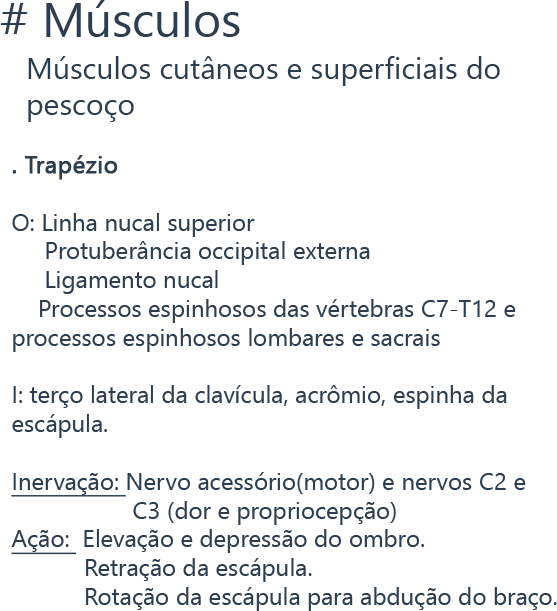 # Músculos
Músculos cutâneos e superficiais do
pescoço
. Trapézio
O: Linha nucal superior
Protuberância occipital externa
Ligamento nucal
Processos espinhosos das vértebras C7-T12 e
processos espinhosos lombares e sacrais
I: terço lateral da clavícula, acrômio, espinha da
escápula.
Inervação: Nervo acessório(motor) e nervos C2 e
C3 (dor e propriocepção)
Ação: Elevação e depressão do ombro.
Retração da escápula.
Rotação da escápula para abdução do braço.